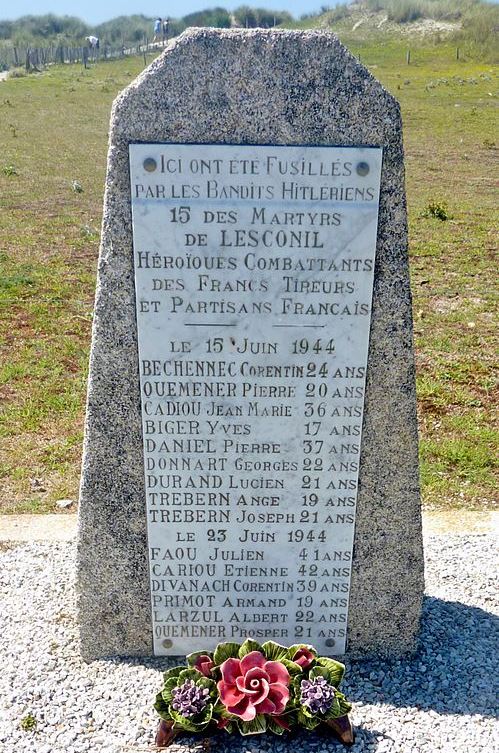 ICI ONT ÉTÉ FUSILLÉS
PAR LES BANDITS HITLÉRIENS
15 DES MARTYRS
DE LESCONIL
HÉROÏQUES COMBATTANTS
DES FRANCS TIREURS
ET PARTISANS FRANCAIS
LE 15 JUIN 1944
BECHENNEC CORENTIN 24 ANS
QUEMENER PIERRE 20 ANS
CADIOU JEAN MARIE 36 ANS
BIGER YVES 17 ANS
DANIEL PIERRE 37 ANS
DONNART GEORGES 22 ANS
DURAND LUCIEN 21 ANS
TREBERN ANGE 19 ANS
TREBERN JOSEPH 21 ANS
LE 23 JUIN 1944
FAOU JULIEN 41 ANS
CARIOU ETIENNE 42 ANS
DIVANACH CORENTIN 39 ANS
PRIMOT ARMAND 19 ANS
LARZUL ALBERT 22 ANS
QUEMENER PROSPER 21 ANS